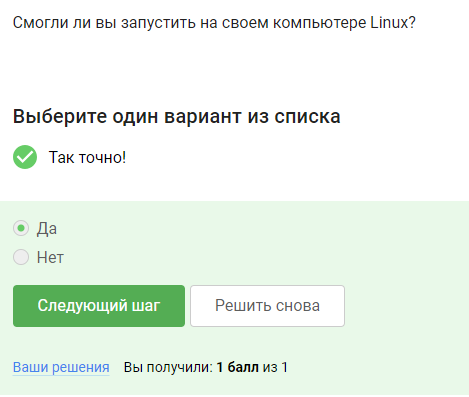 Смогли ли вы запустить на своем компьютере Linux?
Выберите один вариант из списка
Так точно!
Да
Нет
Следующий шаг Решить снова
Ваши решения Вы получили: 1 балл из 1